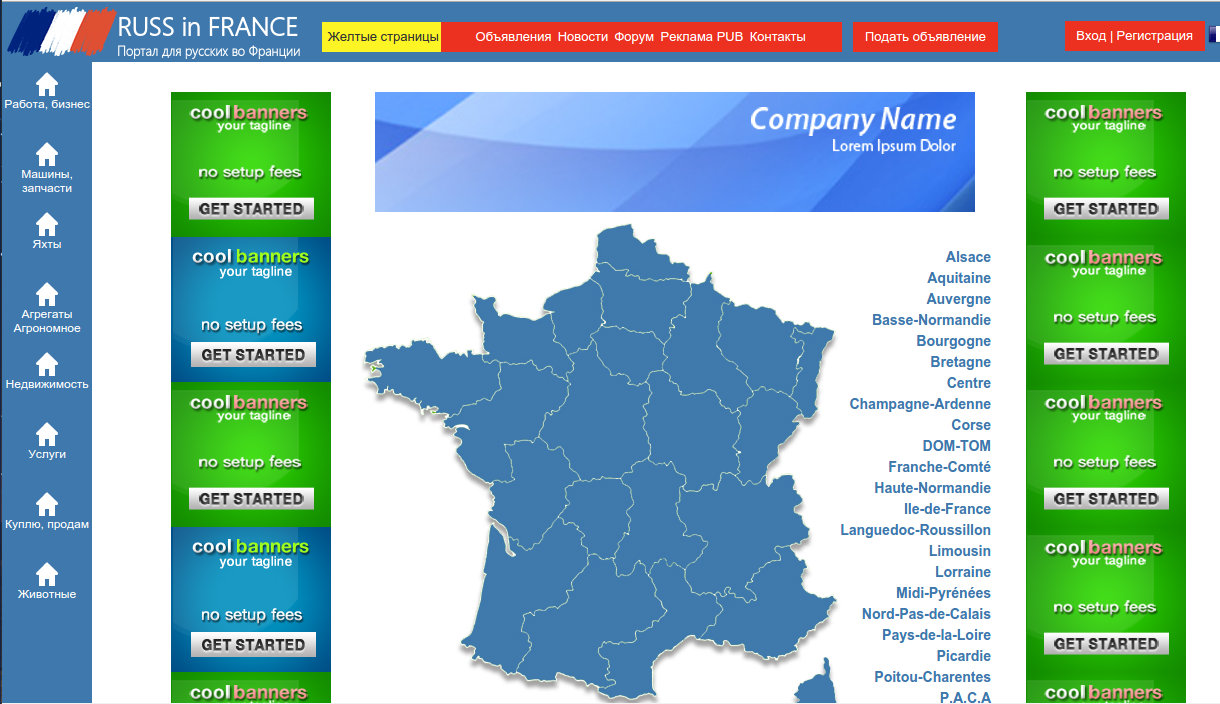 RUSS in FRANCE
Портал для русских во Франции
Желтые страницы
Объявления Новости Форум Реклама PUB Контакты
Подать объявление
Вход | Регистрация
Работа, бизнес
Машины,
запчасти
Яхты
Агрегаты
Агрономное
Недвижимость
Услуги
Куплю, продам
Животные
cool banners
your tagline
no setup fees
GET STARTED
cool banners
your tagline
no setup fees
GET STARTED
cool banners
your tagline
no setup fees
GET STARTED
cool banners
your tagline
no setup fees
GET STARTED
cool banners
Company Name
Lorem Ipsum Dolor
Alsace
Aquitaine
Auvergne
Basse-Normandie
Bourgogne
Bretagne
Centre
Champagne-Ardenne
Corse
DOM-TOM
Franche-Comté
Haute-Normandie
Ile-de-France
Languedoc-Roussillon
Limousin
Lorraine
Midi-Pyrénées
Nord-Pas-de-Calais
Pays-de-la-Loire
Picardie
Poitou-Charentes
P.A.C.A
cool banners
your tagline
no setup fees
GET STARTED
cool banners
your tagline
no setup fees
GET STARTED
cool banners
your tagline
no setup fees
GET STARTED
cool banners
your tagline
no setup fees
GET STARTED
cool banners